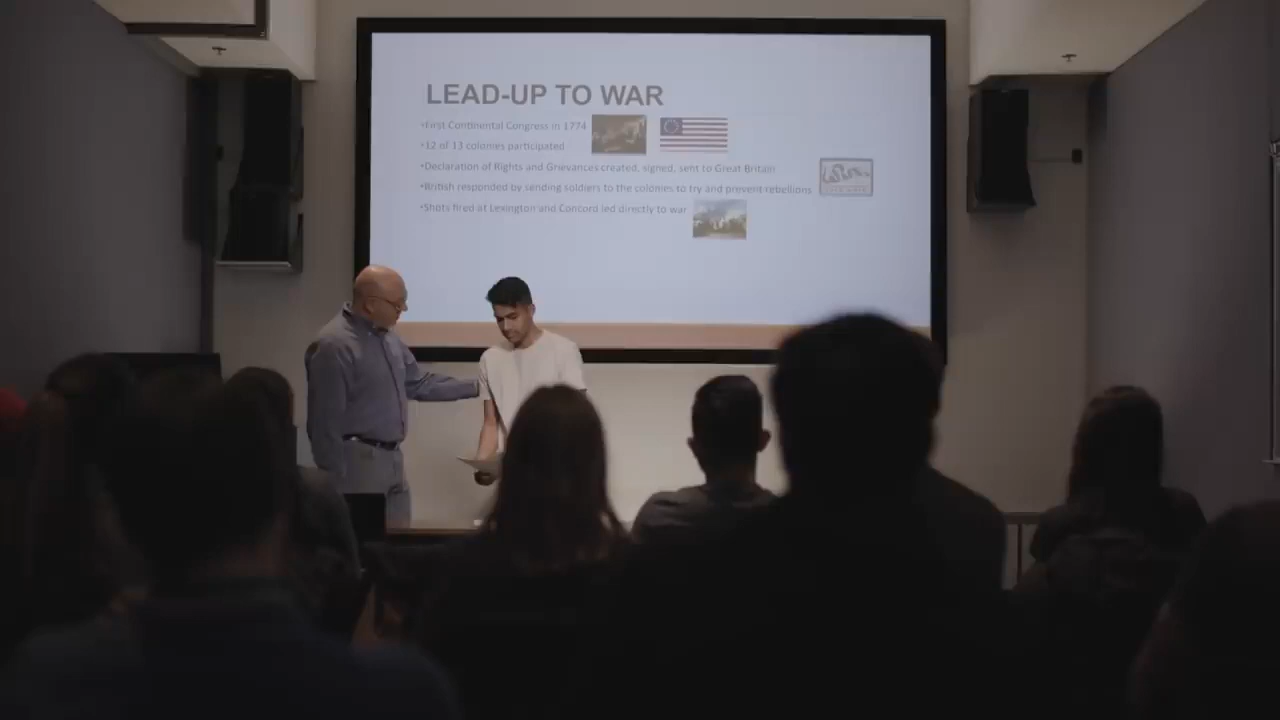 LEAD-UP TO WAR
•First Continental Congress in 1774
•12 of 13 colonies participated
•Declaration of Rights and Grievances created, signed, sent to Great Britain
•British responded by sending soldiers to the colonies to try and prevent rebellions
•Shots fired at Lexington and Concord led directly to war